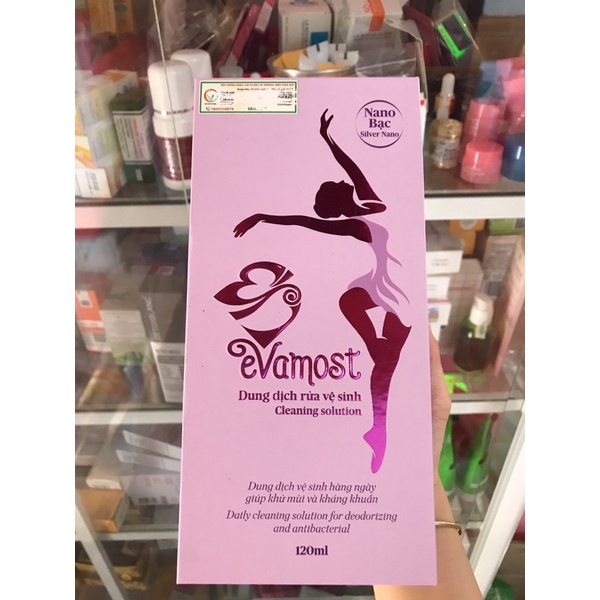 Nano
Bạc
Silver Nano
eVamost
Dung dịch rửa vệ sinh
Cleaning solution
Dung dịch vệ sinh hàng ngày
giúp khử mùi và kháng khuẩn
Daily cleaning solution for deodorizing
and antibacterial
120ml